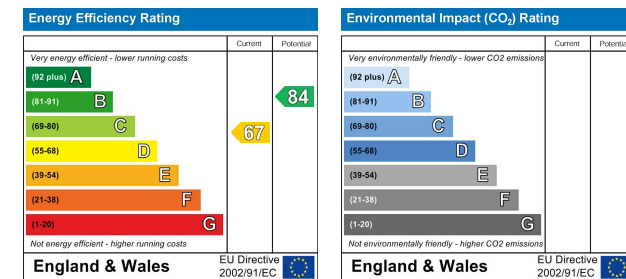 Energy Efficiency Rating
Current Potential
Very energy efficient - lower running costs
(92 plus) A
(81-91) B
84
(69-80) C
67
(55-68) D
(39-54) E
(21-38) F
(1-20) G
Not energy efficient - higher running costs
England & Wales
EU Directive
2002/91/EC
Environmental Impact (CO₂) Rating
Current Potential
Very environmentally friendly - lower CO2 emissions
(92 plus) A
(81-91) B
(69-80) C
(55-68) D
(39-54) E
(21-38) F
(1-20) G
Not environmentally friendly - higher CO2 emissions
England & Wales
EU Directive
2002/91/EC